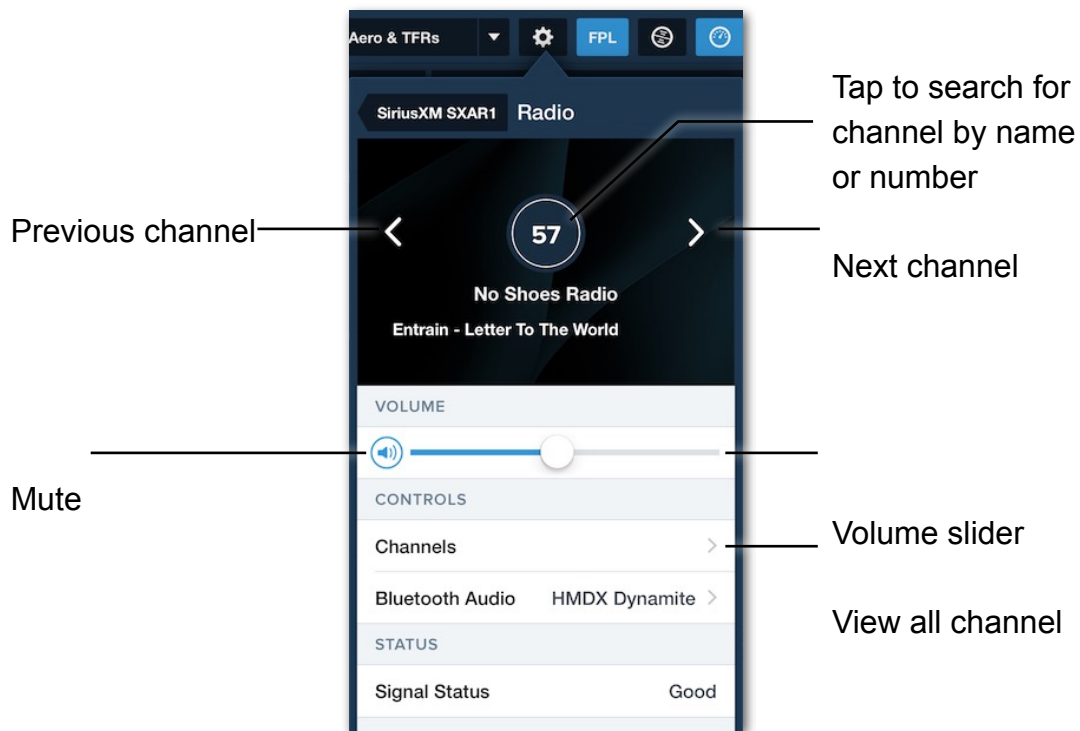 Aero & TFRs
FPL
SiriusXM SXAR1
Radio
Tap to search for
channel by name
or number
Previous channel
57
Next channel
No Shoes Radio
Entrain - Letter To The World
VOLUME
Mute
CONTROLS
Channels
Volume slider
Bluetooth Audio
HMDX Dynamite
View all channel
STATUS
Signal Status
Good